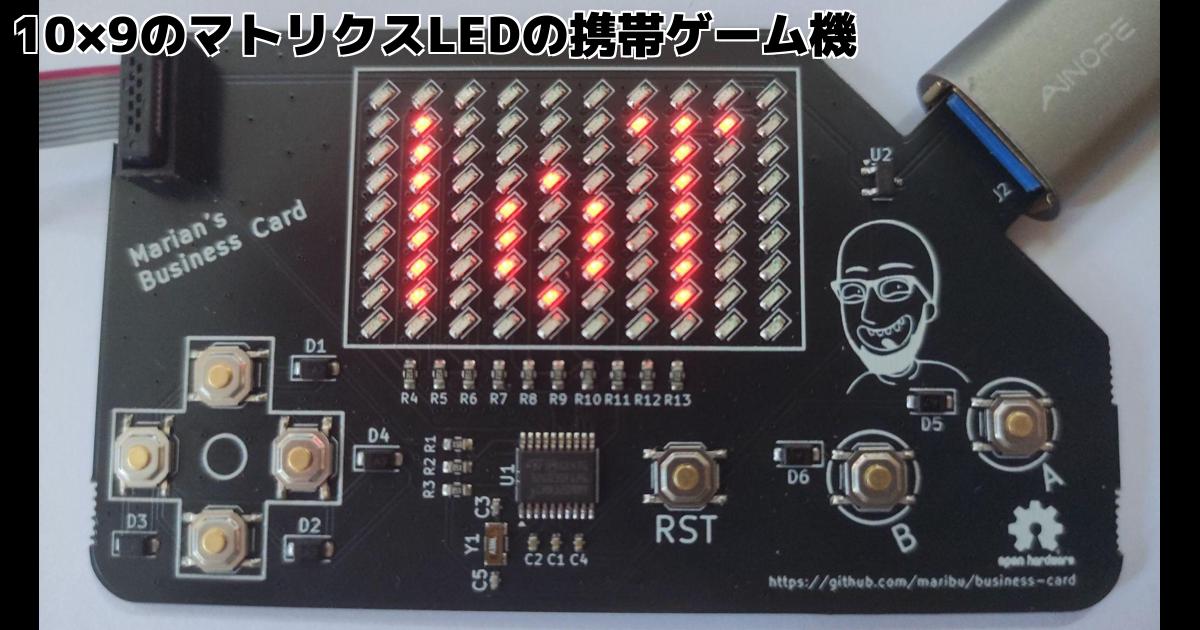 10×9のマトリクスLEDの携帯ゲーム機
AINOPE
U2
J2
Marian's
Business Card
D1
R4 R5 R6 R7 R8 R9 R10 R11 R12 R13
D5
D4
R1
R2
R3
U1
D6
A
C3
RST
B
D3
D2
Y1
C2 C1 C4
C5
open hardware
https://github.com/maribu/business-card